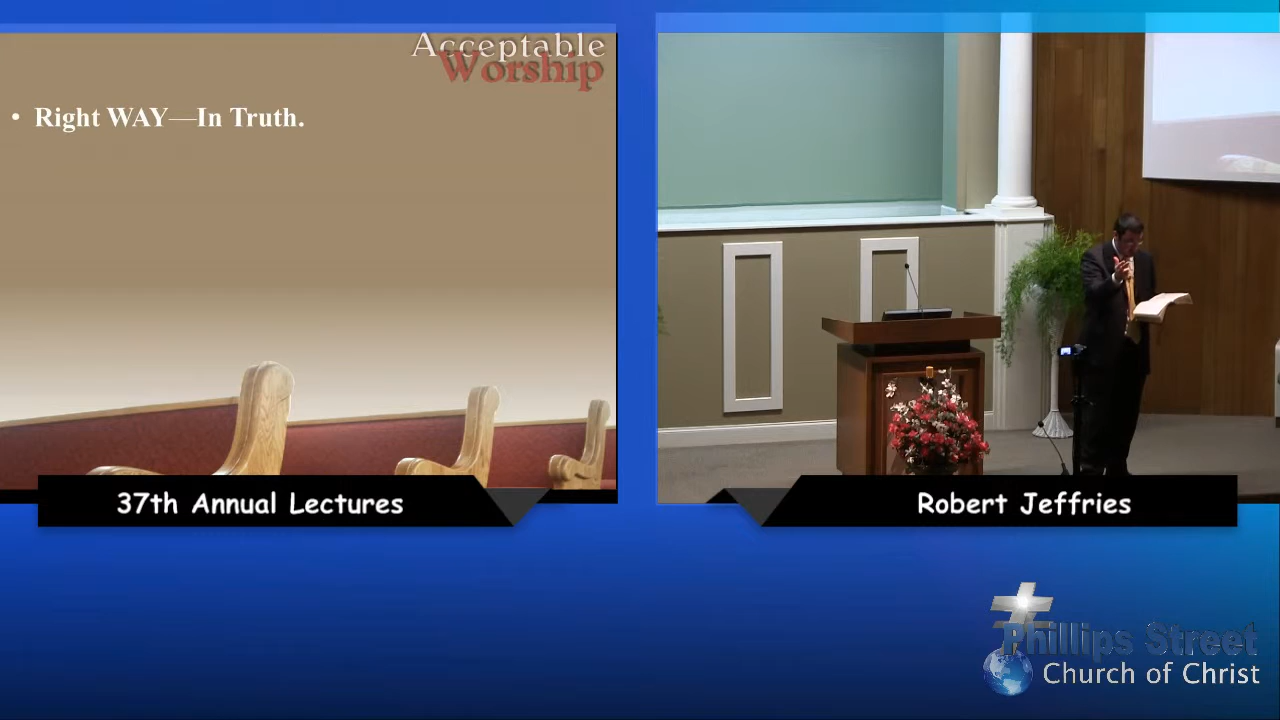 Acceptable
Worship
• Right WAY—In Truth.
37th Annual Lectures
Robert Jeffries
Phillips Street
Church of Christ